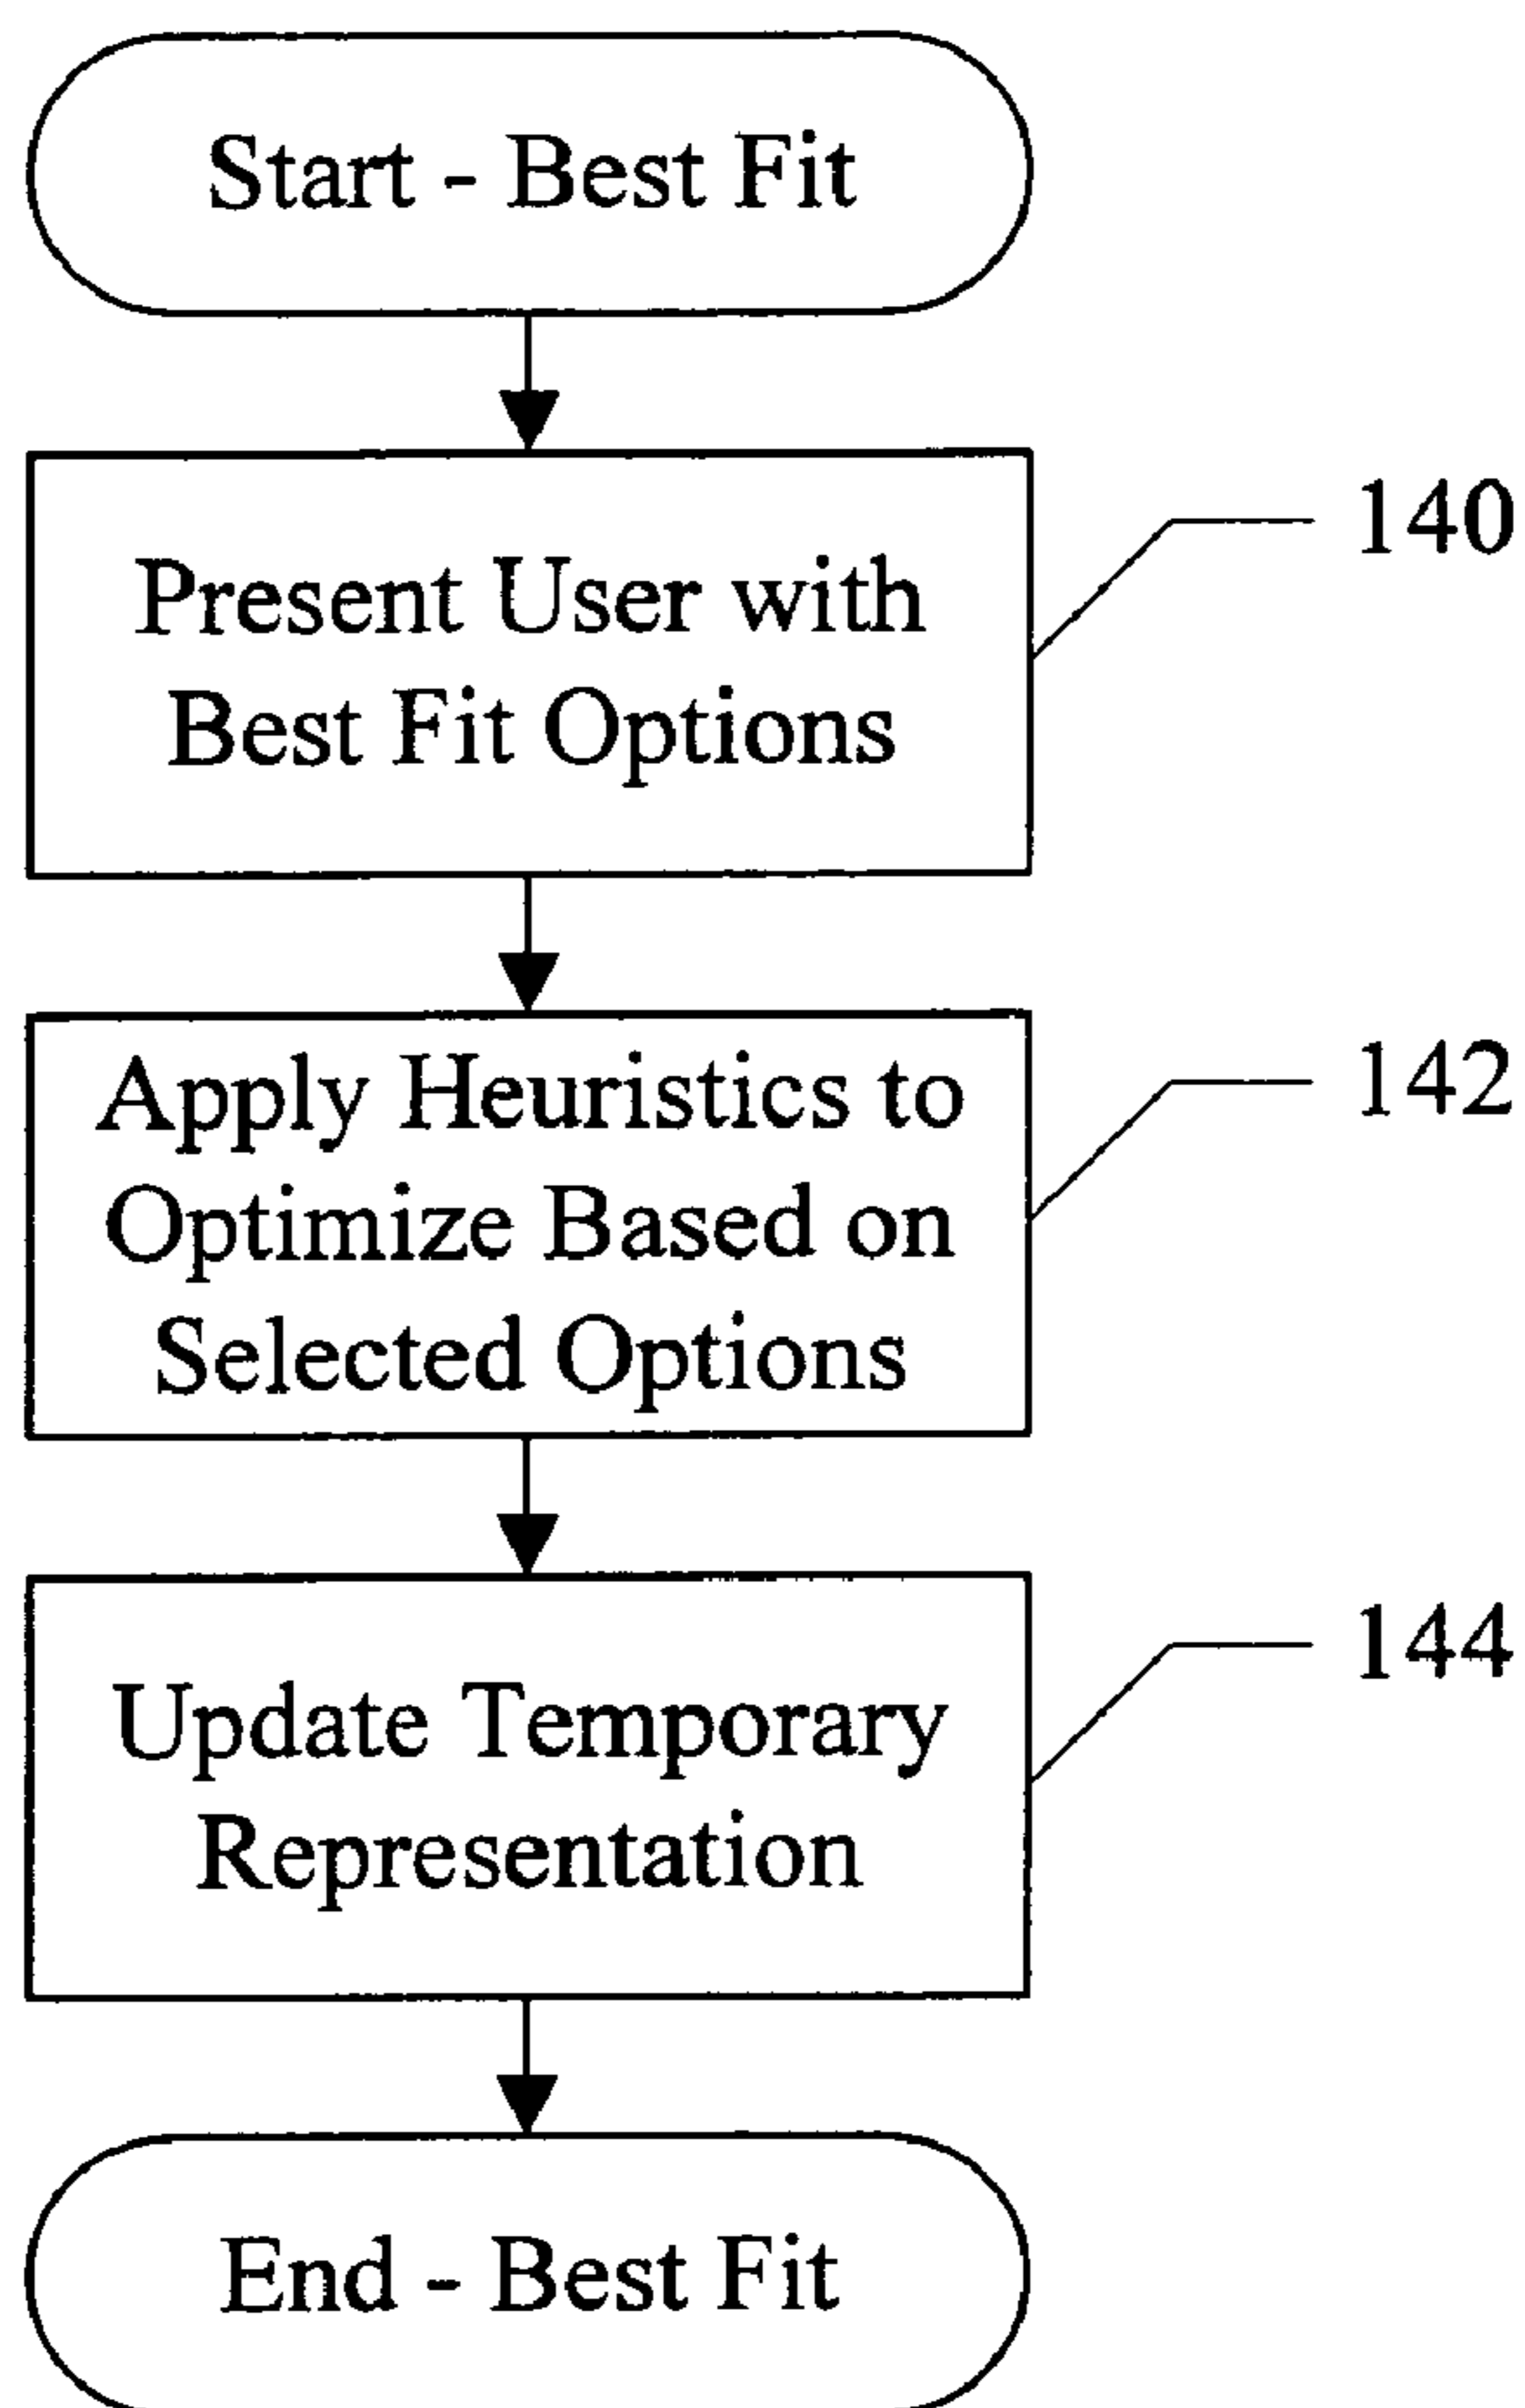 Start - Best Fit
Present User with
Best Fit Options
140
Apply Heuristics to
Optimize Based on
Selected Options
142
Update Temporary
Representation
144
End - Best Fit